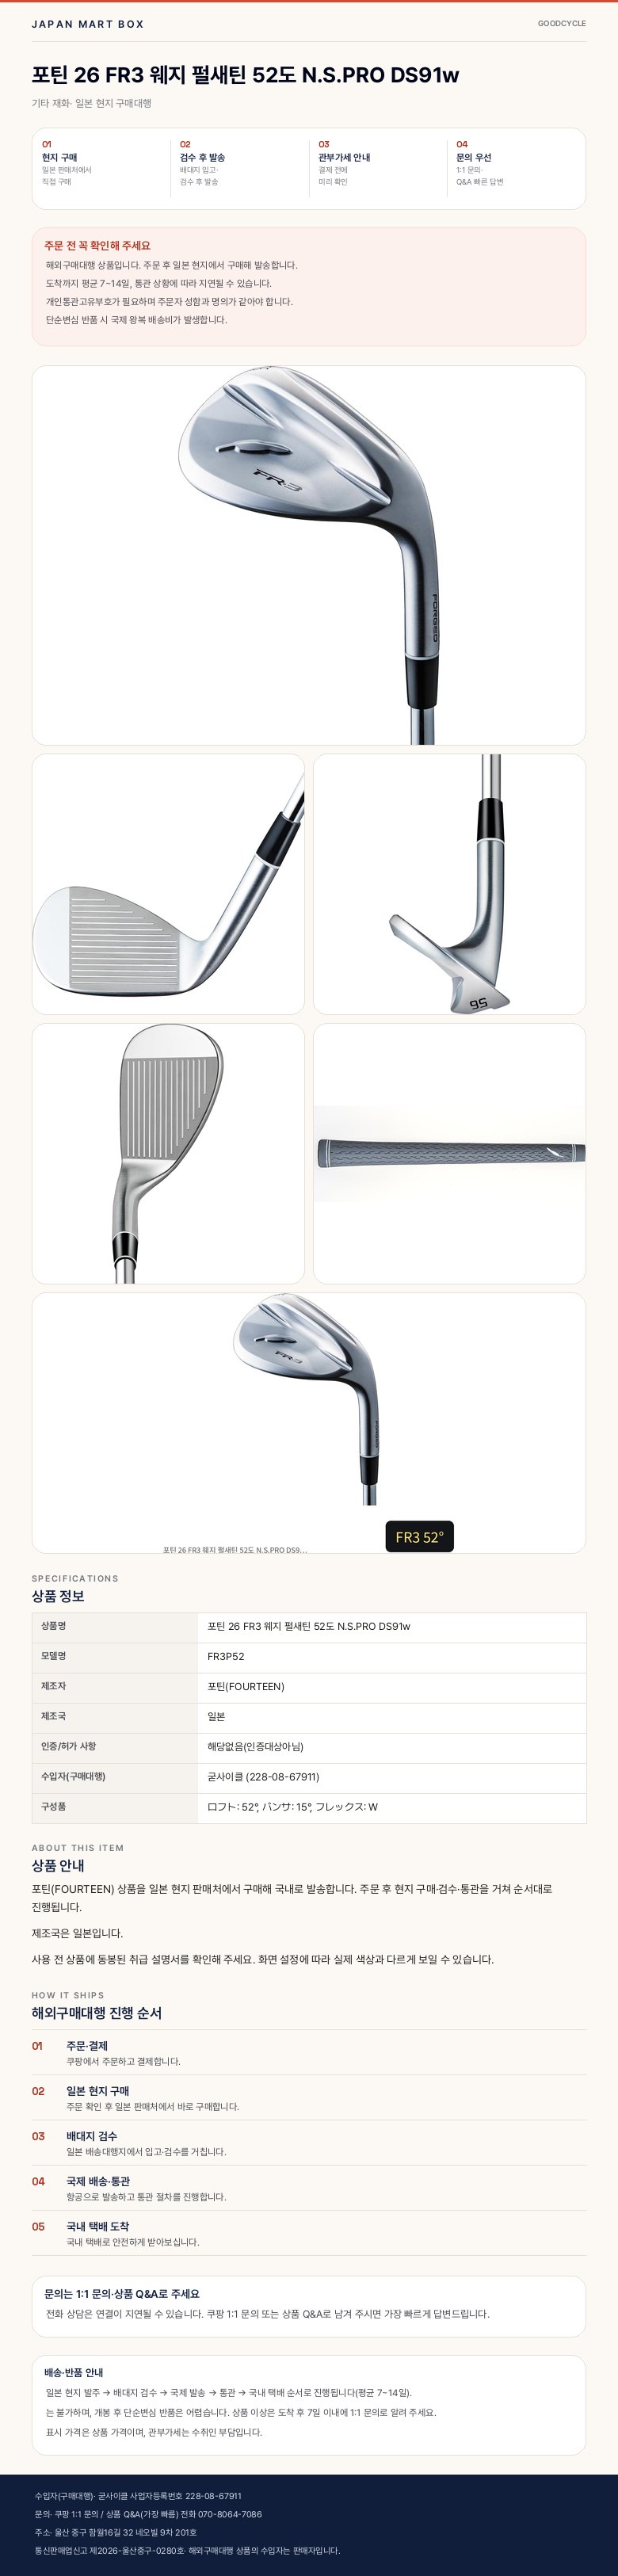 JAPAN MART BOX
GOODCYCLE
포틴 26 FR3 웨지 펄새틴 52도 N.S.PRO DS91w
기타 재화· 일본 현지 구매대행
01
현지 구매
일본 판매처에서
직접 구매
02
검수 후 발송
배대지 입고·
검수 후 발송
03
관부가세 안내
결제 전에
미리 확인
04
문의 우선
1:1 문의·
Q&A 빠른 답변
주문 전 꼭 확인해 주세요
해외구매대행 상품입니다. 주문 후 일본 현지에서 구매해 발송합니다.
도착까지 평균 7~14일, 통관 상황에 따라 지연될 수 있습니다.
개인통관고유부호가 필요하며 주문자 성함과 명의가 같아야 합니다.
단순변심 반품 시 국제 왕복 배송비가 발생합니다.
FR-3
FORGED
56
FR-3
FR3 52°
포틴 26 FR3 웨지 펄새틴 52도 N.S.PRO DS9...
SPECIFICATIONS
상품 정보
상품명 포틴 26 FR3 웨지 펄새틴 52도 N.S.PRO DS91w
모델명 FR3P52
제조자 포틴(FOURTEEN)
제조국 일본
인증/허가 사항 해당없음(인증대상아님)
수입자(구매대행) 굳사이클 (228-08-67911)
구성품 ロフト: 52°, バンサ: 15°, フレックス: W
ABOUT THIS ITEM
상품 안내
포틴(FOURTEEN) 상품을 일본 현지 판매처에서 구매해 국내로 발송합니다. 주문 후 현지 구매·검수·통관을 거쳐 순서대로
진행됩니다.
제조국은 일본입니다.
사용 전 상품에 동봉된 취급 설명서를 확인해 주세요. 화면 설정에 따라 실제 색상과 다르게 보일 수 있습니다.
HOW IT SHIPS
해외구매대행 진행 순서
01 주문·결제
쿠팡에서 주문하고 결제합니다.
02 일본 현지 구매
주문 확인 후 일본 판매처에서 바로 구매합니다.
03 배대지 검수
일본 배송대행지에서 입고·검수를 거칩니다.
04 국제 배송·통관
항공으로 발송하고 통관 절차를 진행합니다.
05 국내 택배 도착
국내 택배로 안전하게 받아보십니다.
문의는 1:1 문의·상품 Q&A로 주세요
전화 상담은 연결이 지연될 수 있습니다. 쿠팡 1:1 문의 또는 상품 Q&A로 남겨 주시면 가장 빠르게 답변드립니다.
배송·반품 안내
일본 현지 발주 → 배대지 검수 → 국제 발송 → 통관 → 국내 택배 순서로 진행됩니다(평균 7~14일).
는 불가하며, 개봉 후 단순변심 반품은 어렵습니다. 상품 이상은 도착 후 7일 이내에 1:1 문의로 알려 주세요.
표시 가격은 상품 가격이며, 관부가세는 수취인 부담입니다.
수입자(구매대행)· 굳사이클 사업자등록번호 228-08-67911
문의· 쿠팡 1:1 문의 / 상품 Q&A(가장 빠름) 전화 070-8064-7086
주소· 울산 중구 함월16길 32 네오빌 9차 201호
통신판매업신고 제2026-울산중구-0280호· 해외구매대행 상품의 수입자는 판매자입니다.